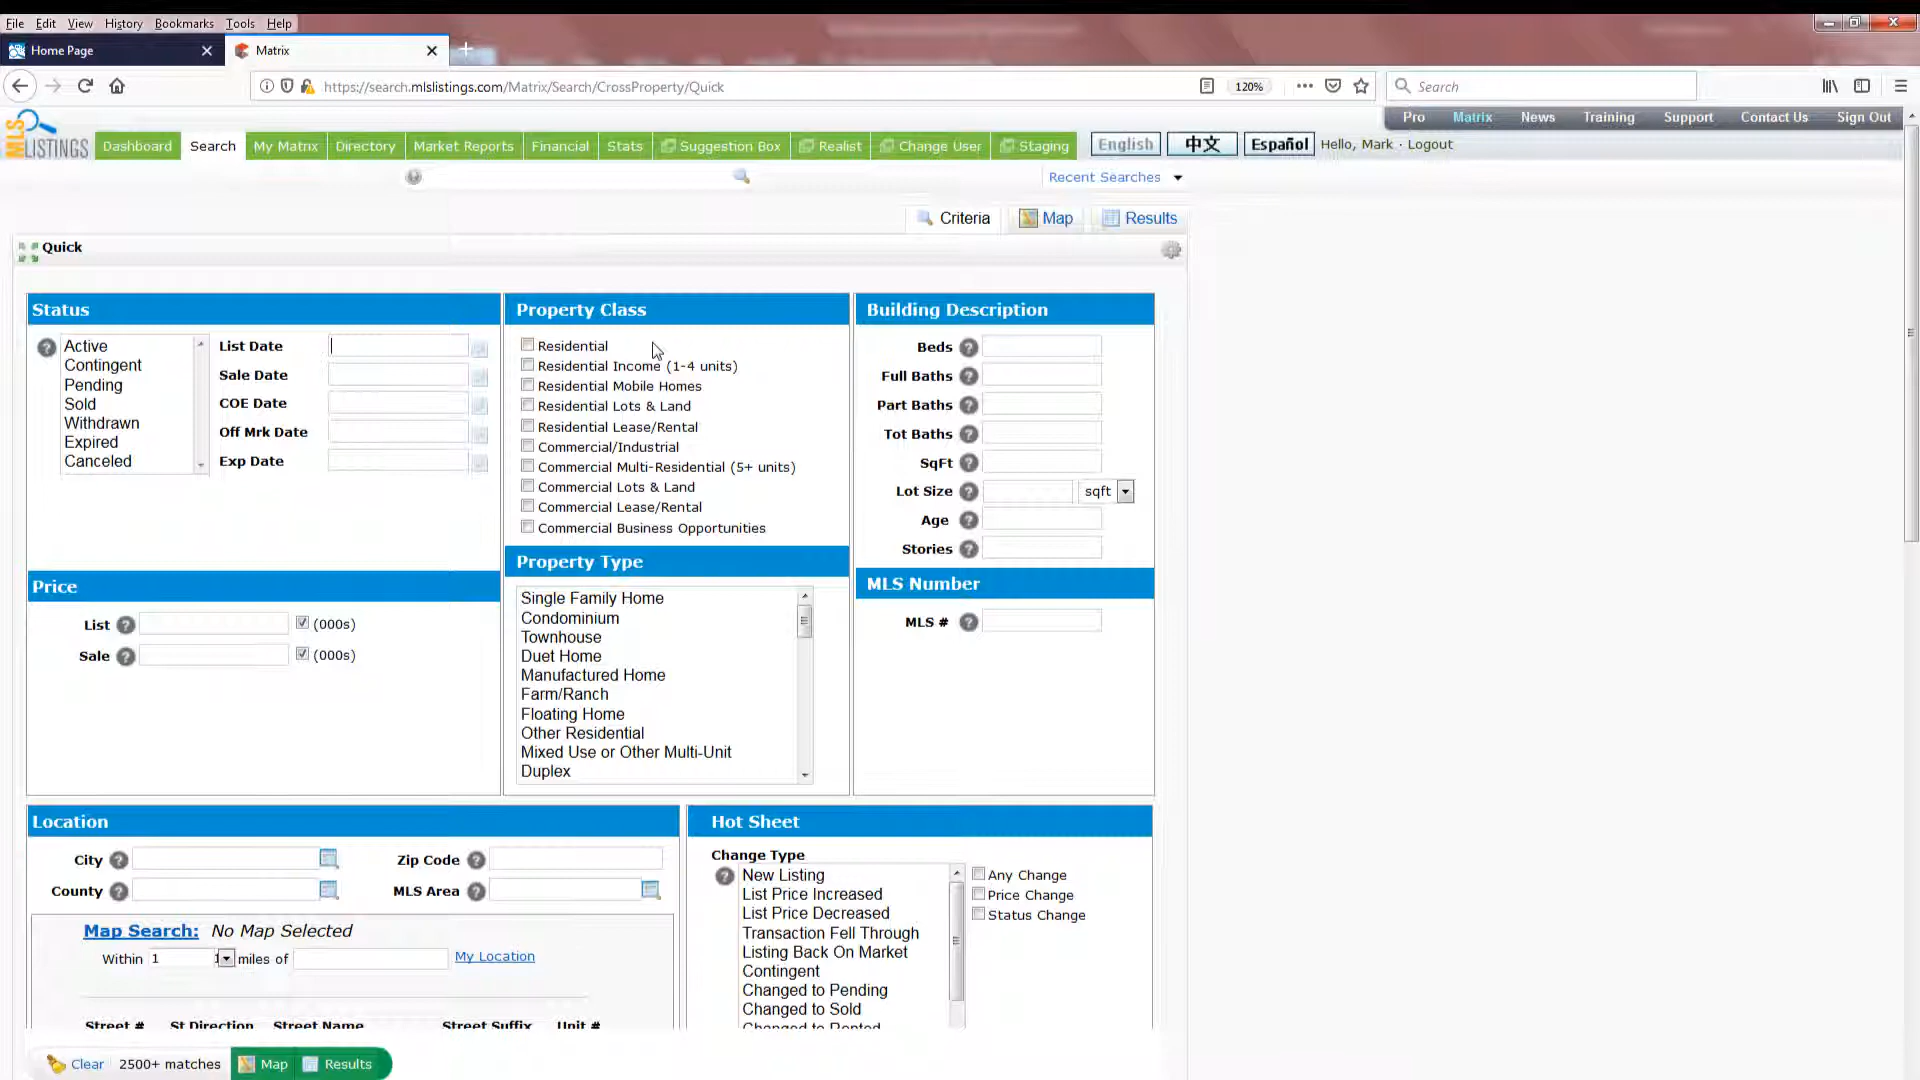 File Edit View History Bookmarks Tools Help
Home Page Matrix
https://search.mlslistings.com/Matrix/Search/CrossProperty/Quick 120% Search
Pro Matrix News Training Support Contact Us Sign Out
MLS LISTINGS Dashboard Search My Matrix Directory Market Reports Financial Stats Suggestion Box Realist Change User Staging English 中文 Español Hello, Mark · Logout
Recent Searches
Criteria Map Results
Quick
Status
Active
Contingent
Pending
Sold
Withdrawn
Expired
Canceled
List Date
Sale Date
COE Date
Off Mrk Date
Exp Date
Price
List (000s)
Sale (000s)
Property Class
Residential
Residential Income (1-4 units)
Residential Mobile Homes
Residential Lots & Land
Residential Lease/Rental
Commercial/Industrial
Commercial Multi-Residential (5+ units)
Commercial Lots & Land
Commercial Lease/Rental
Commercial Business Opportunities
Property Type
Single Family Home
Condominium
Townhouse
Duet Home
Manufactured Home
Farm/Ranch
Floating Home
Other Residential
Mixed Use or Other Multi-Unit
Duplex
Building Description
Beds
Full Baths
Part Baths
Tot Baths
SqFt
Lot Size sqft
Age
Stories
MLS Number
MLS #
Location
City Zip Code
County MLS Area
Map Search: No Map Selected
Within 1 miles of My Location
Street # St Direction Street Name Street Suffix Unit #
Hot Sheet
Change Type
New Listing
List Price Increased
List Price Decreased
Transaction Fell Through
Listing Back On Market
Contingent
Changed to Pending
Changed to Sold
Changed to Rented
Any Change
Price Change
Status Change
Clear 2500+ matches Map Results